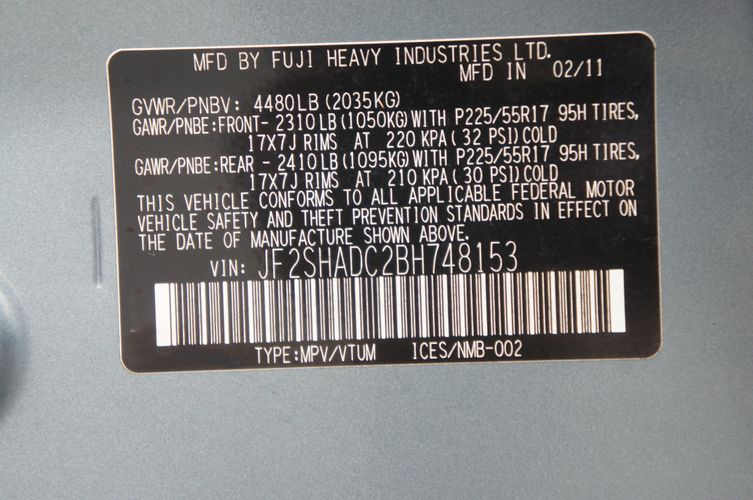 MFD BY FUJI HEAVY INDUSTRIES LTD.
MFD IN 02/11
GVWR/PNBV: 4480LB (2035KG)
GAWR/PNBE:FRONT- 2310LB (1050KG) WITH P225/55R17 95H TIRES,
17X7J RIMS AT 220 KPA( 32 PSI) COLD
GAWR/PNBE:REAR - 2410LB (1095KG) WITH P225/55R17 95H TIRES,
17X7J RIMS AT 210 KPA( 30 PSI) COLD
THIS VEHICLE CONFORMS TO ALL APPLICABLE FEDERAL MOTOR
VEHICLE SAFETY AND THEFT PREVENTION STANDARDS IN EFFECT ON
THE DATE OF MANUFACTURE SHOWN ABOVE.
VIN: JF2SHADC2BH748153
TYPE:MPV/VTUM ICES/NMB-002